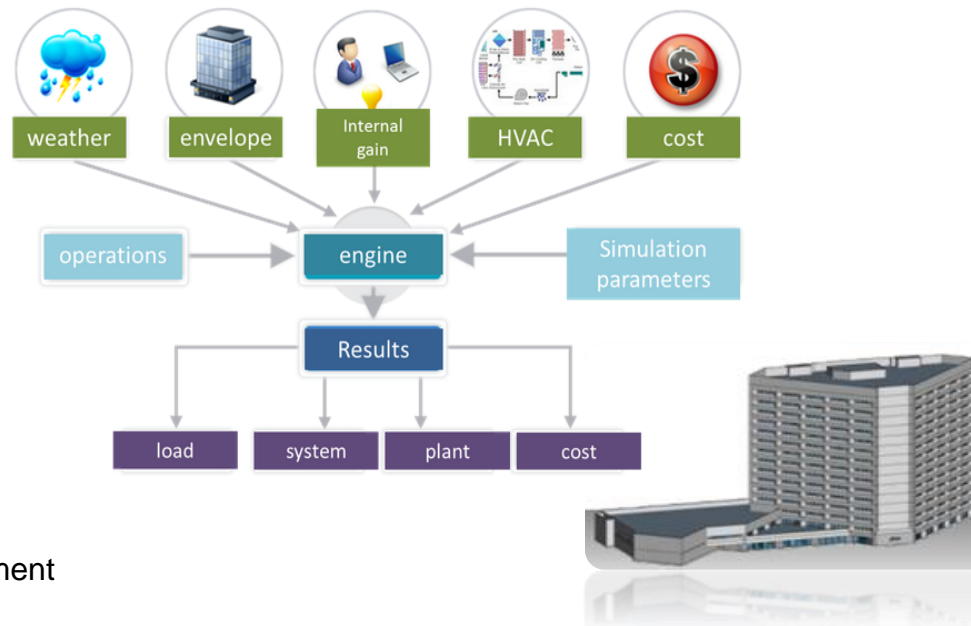 weather
envelope
Internal
gain
HVAC
cost
operations
engine
Simulation
parameters
Results
load
system
plant
cost
nent